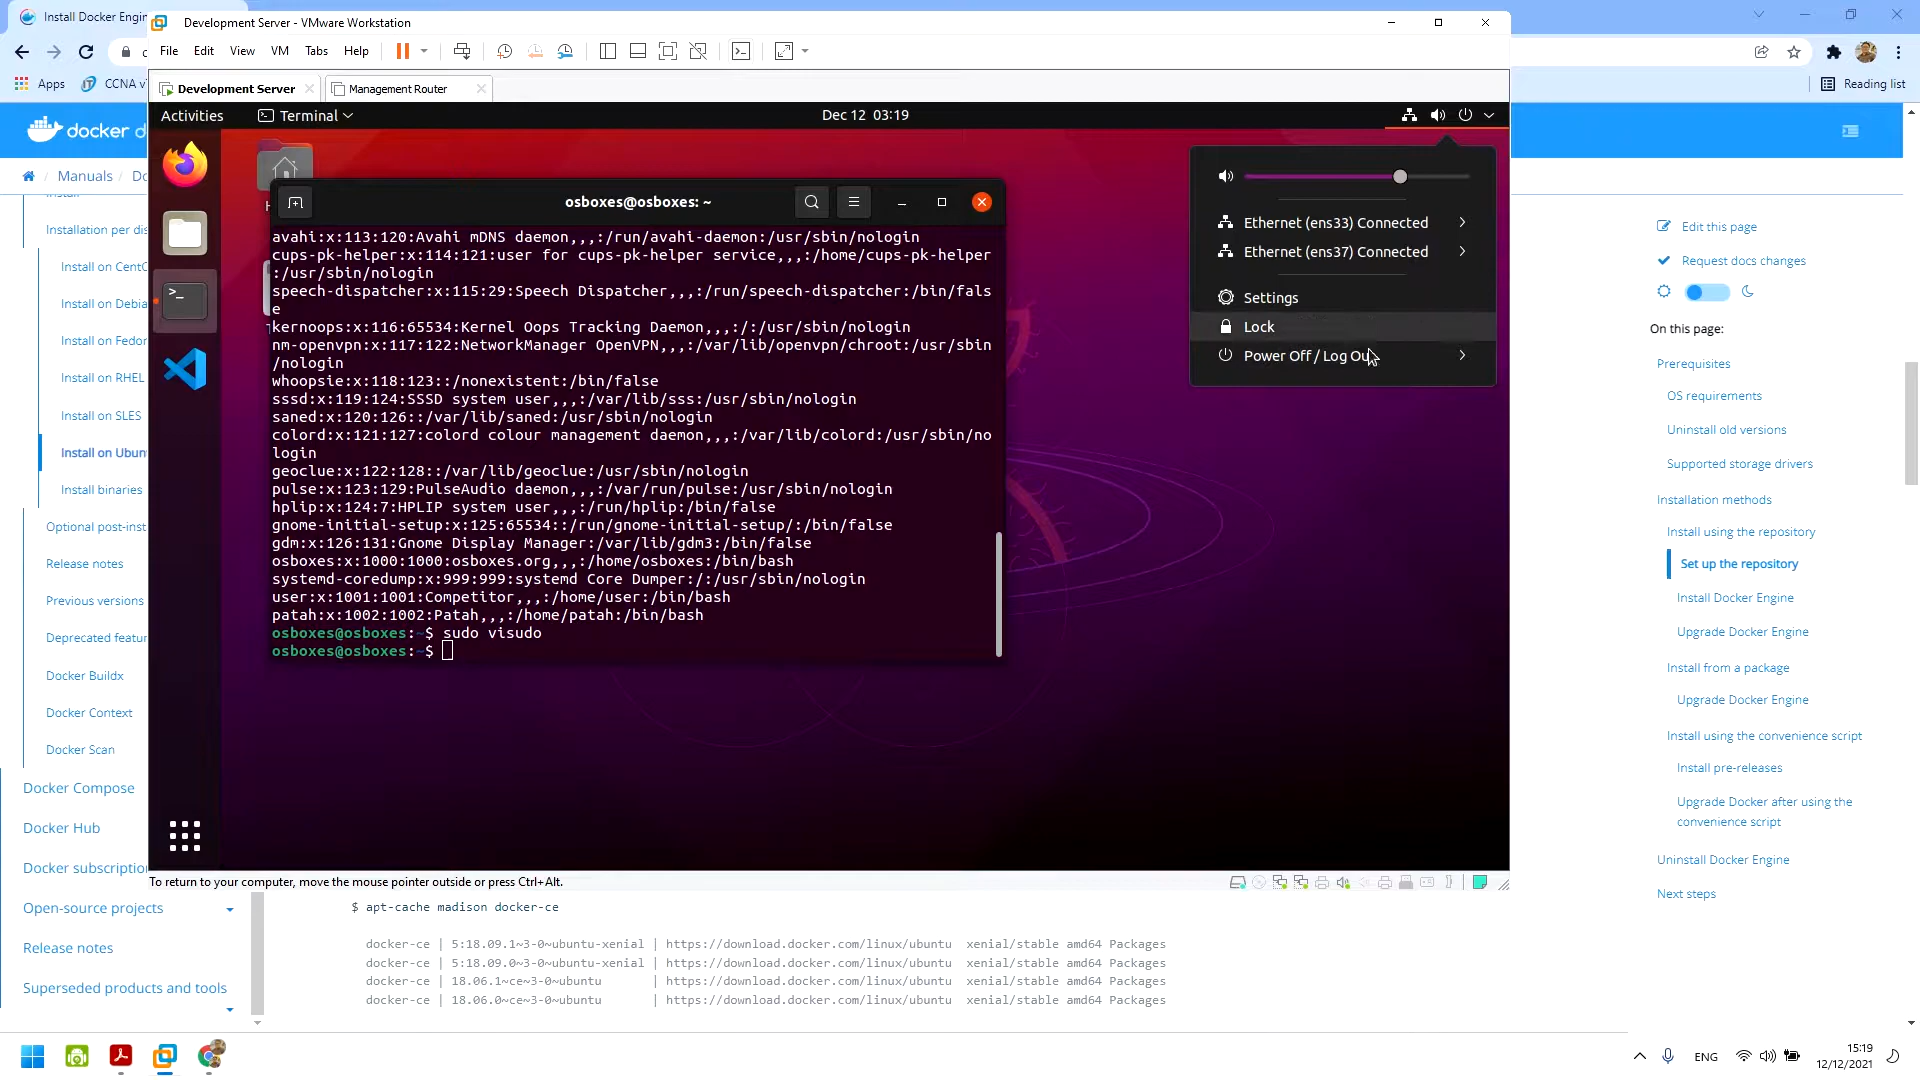 Install Docker Engin
Development Server - VMware Workstation
File Edit View VM Tabs Help
Apps
CCNA v
Reading list
Development Server
Management Router
Activities
Terminal
Dec 12 03:19
docker d
Manuals / Do
Installation per dis
Install on CentO
Install on Debia
Install on Fedor
Install on RHEL
Install on SLES
Install on Ubun
Install binaries
Optional post-inst
Release notes
Previous versions
Deprecated featur
Docker Buildx
Docker Context
Docker Scan
Docker Compose
Docker Hub
Docker subscription
Open-source projects
Release notes
Superseded products and tools
osboxes@osboxes: ~
avahi:x:113:120:Avahi mDNS daemon,,,:/run/avahi-daemon:/usr/sbin/nologin
cups-pk-helper:x:114:121:user for cups-pk-helper service,,,:/home/cups-pk-helper
:/usr/sbin/nologin
speech-dispatcher:x:115:29:Speech Dispatcher,,,:/run/speech-dispatcher:/bin/fals
e
kernoops:x:116:65534:Kernel Oops Tracking Daemon,,,:/:/usr/sbin/nologin
nm-openvpn:x:117:122:NetworkManager OpenVPN,,,:/var/lib/openvpn/chroot:/usr/sbin
/nologin
whoopsie:x:118:123::/nonexistent:/bin/false
sssd:x:119:124:SSSD system user,,,:/var/lib/sss:/usr/sbin/nologin
saned:x:120:126::/var/lib/saned:/usr/sbin/nologin
colord:x:121:127:colord colour management daemon,,,:/var/lib/colord:/usr/sbin/no
login
geoclue:x:122:128::/var/lib/geoclue:/usr/sbin/nologin
pulse:x:123:129:PulseAudio daemon,,,:/var/run/pulse:/usr/sbin/nologin
hplip:x:124:7:HPLIP system user,,,:/run/hplip:/bin/false
gnome-initial-setup:x:125:65534::/run/gnome-initial-setup/:/bin/false
gdm:x:126:131:Gnome Display Manager:/var/lib/gdm3:/bin/false
osboxes:x:1000:1000:osboxes.org,,,:/home/osboxes:/bin/bash
systemd-coredump:x:999:999:systemd Core Dumper:/:/usr/sbin/nologin
user:x:1001:1001:Competitor,,,:/home/user:/bin/bash
patah:x:1002:1002:Patah,,,:/home/patah:/bin/bash
osboxes@osboxes:~$ sudo visudo
osboxes@osboxes:~$
Ethernet (ens33) Connected
Ethernet (ens37) Connected
Settings
Lock
Power Off / Log Ou
Edit this page
Request docs changes
On this page:
Prerequisites
OS requirements
Uninstall old versions
Supported storage drivers
Installation methods
Install using the repository
Set up the repository
Install Docker Engine
Upgrade Docker Engine
Install from a package
Upgrade Docker Engine
Install using the convenience script
Install pre-releases
Upgrade Docker after using the
convenience script
Uninstall Docker Engine
Next steps
To return to your computer, move the mouse pointer outside or press Ctrl+Alt.
$ apt-cache madison docker-ce
docker-ce | 5:18.09.1~3-0~ubuntu-xenial | https://download.docker.com/linux/ubuntu xenial/stable amd64 Packages
docker-ce | 5:18.09.0~3-0~ubuntu-xenial | https://download.docker.com/linux/ubuntu xenial/stable amd64 Packages
docker-ce | 18.06.1~ce~3-0~ubuntu | https://download.docker.com/linux/ubuntu xenial/stable amd64 Packages
docker-ce | 18.06.0~ce~3-0~ubuntu | https://download.docker.com/linux/ubuntu xenial/stable amd64 Packages
ENG
15:19
12/12/2021